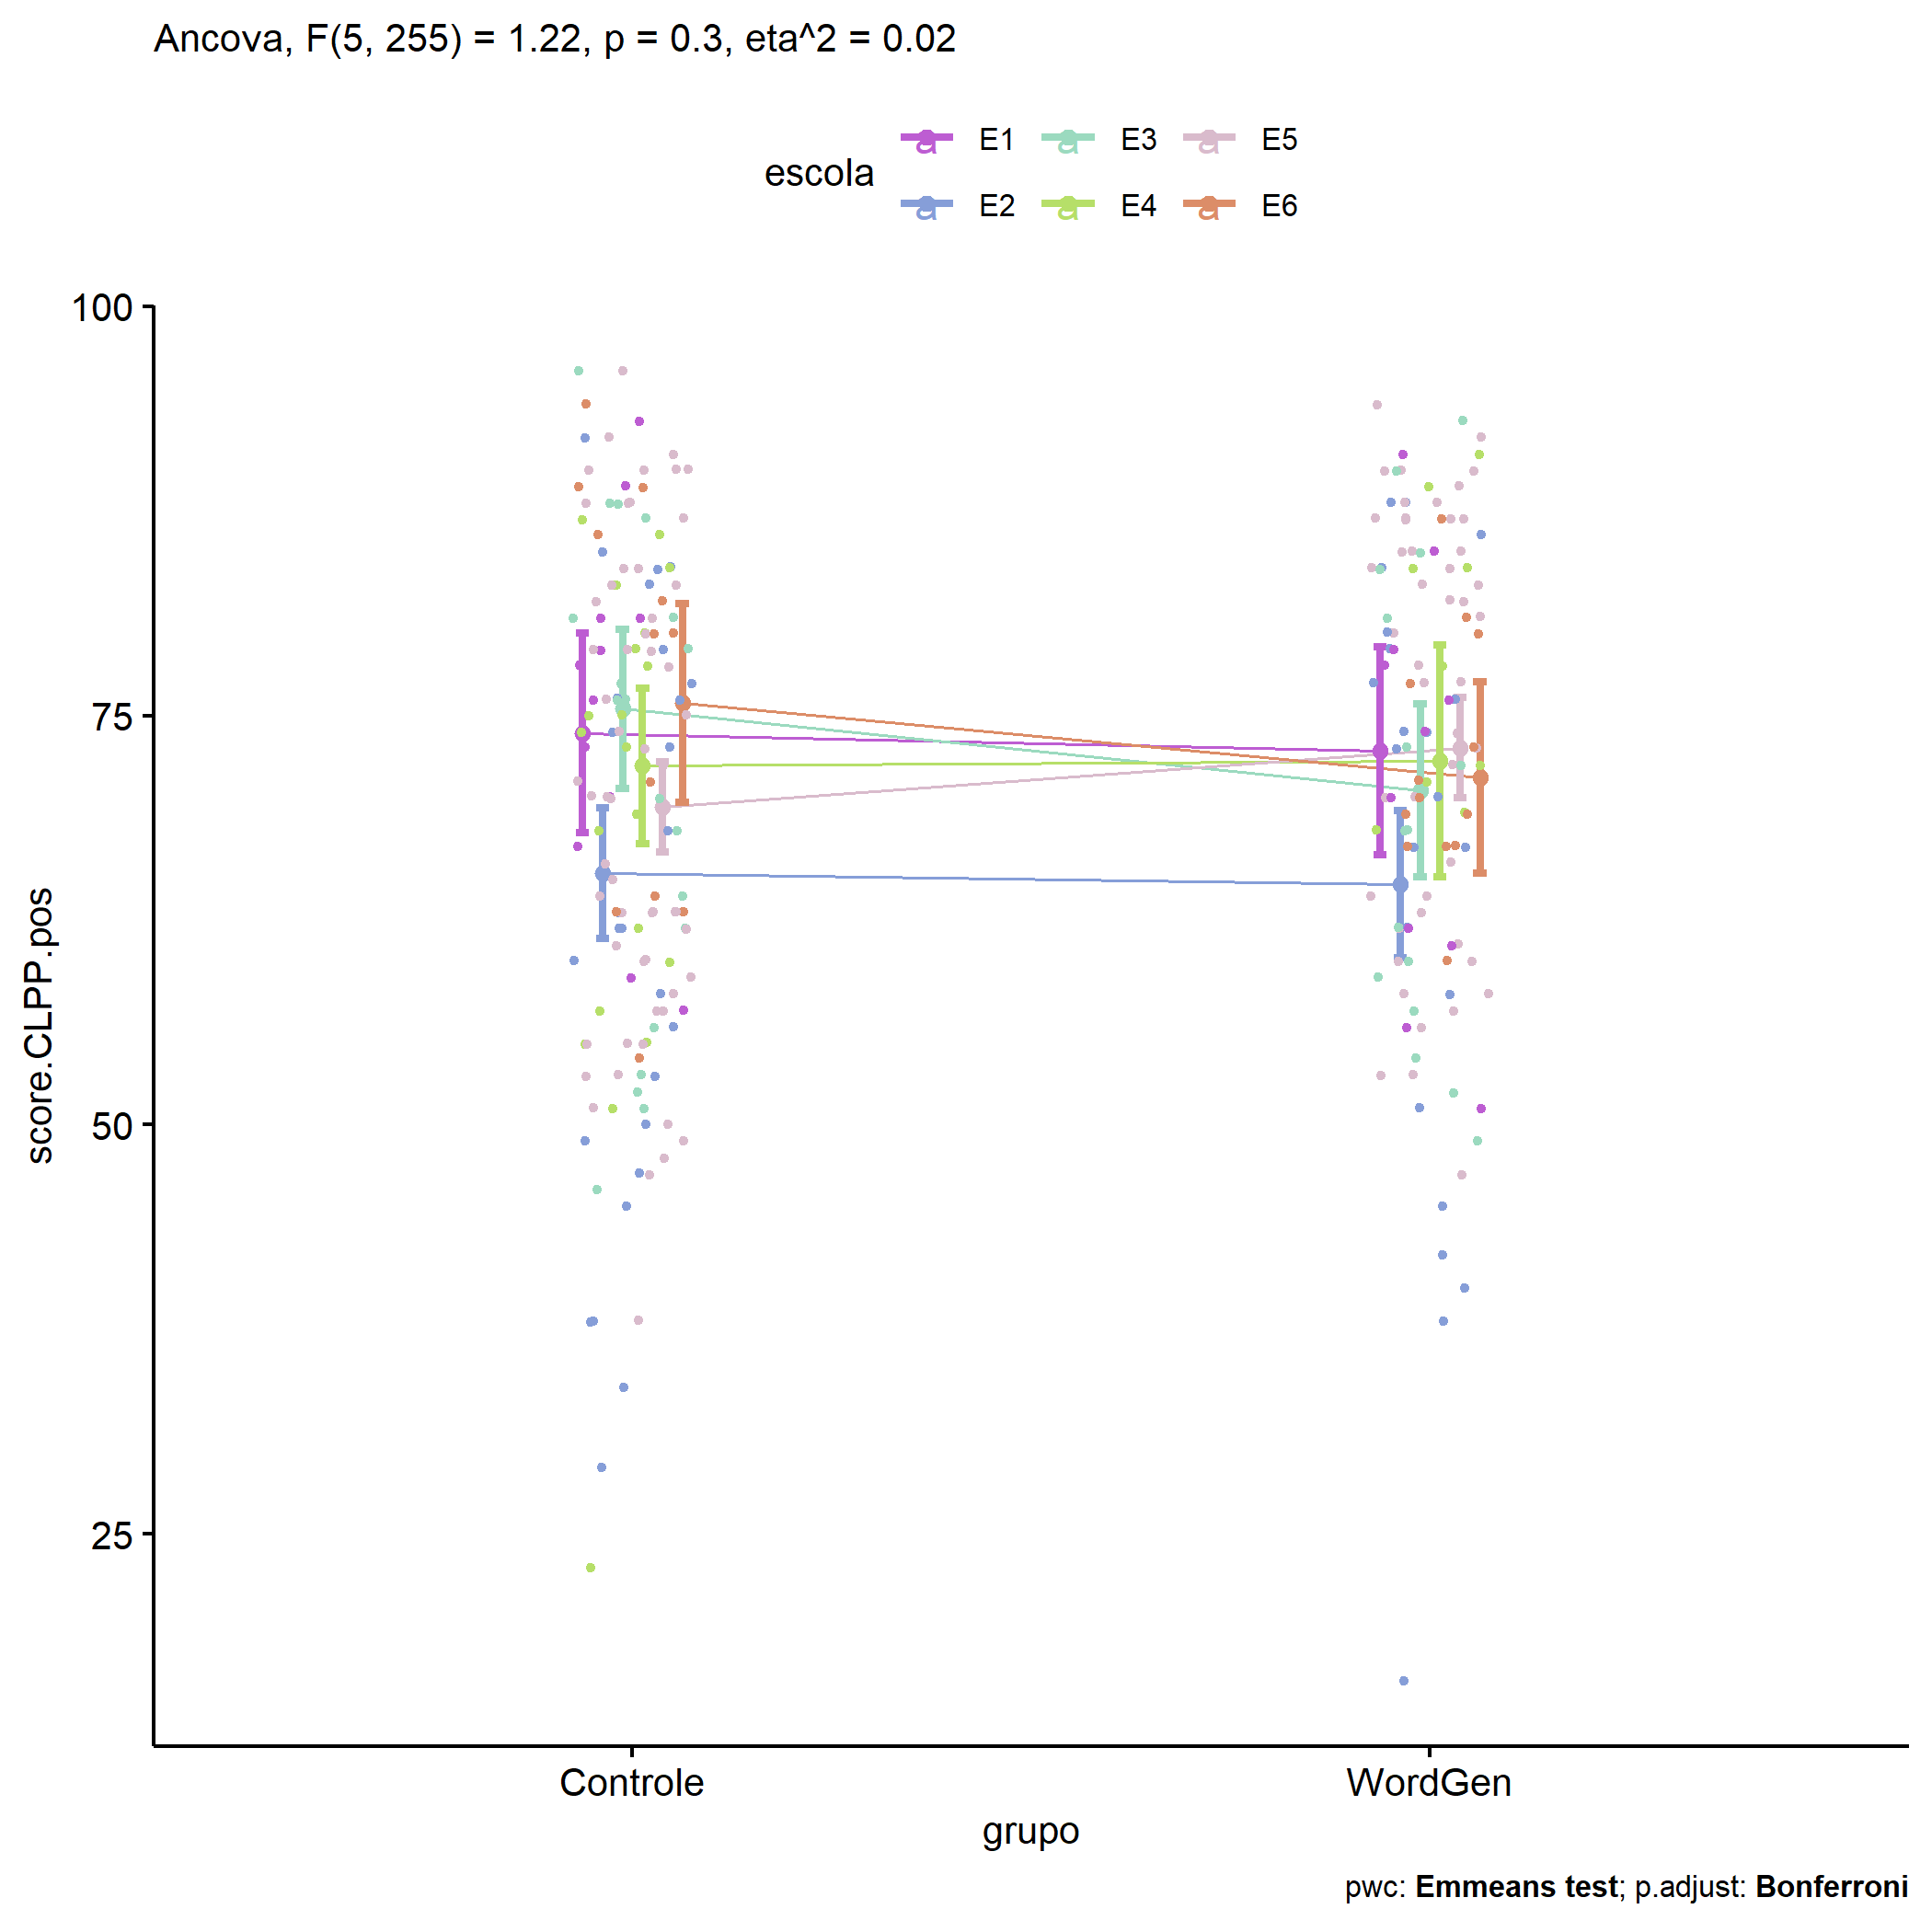 Ancova, F(5, 255) = 1.22, p = 0.3, eta^2 = 0.02
escola
a E1 a E3 a E5
a E2 a E4 a E6
100
75
50
25
score.CLPP.pos
Controle WordGen
grupo
pwc: Emmeans test; p.adjust: Bonferroni